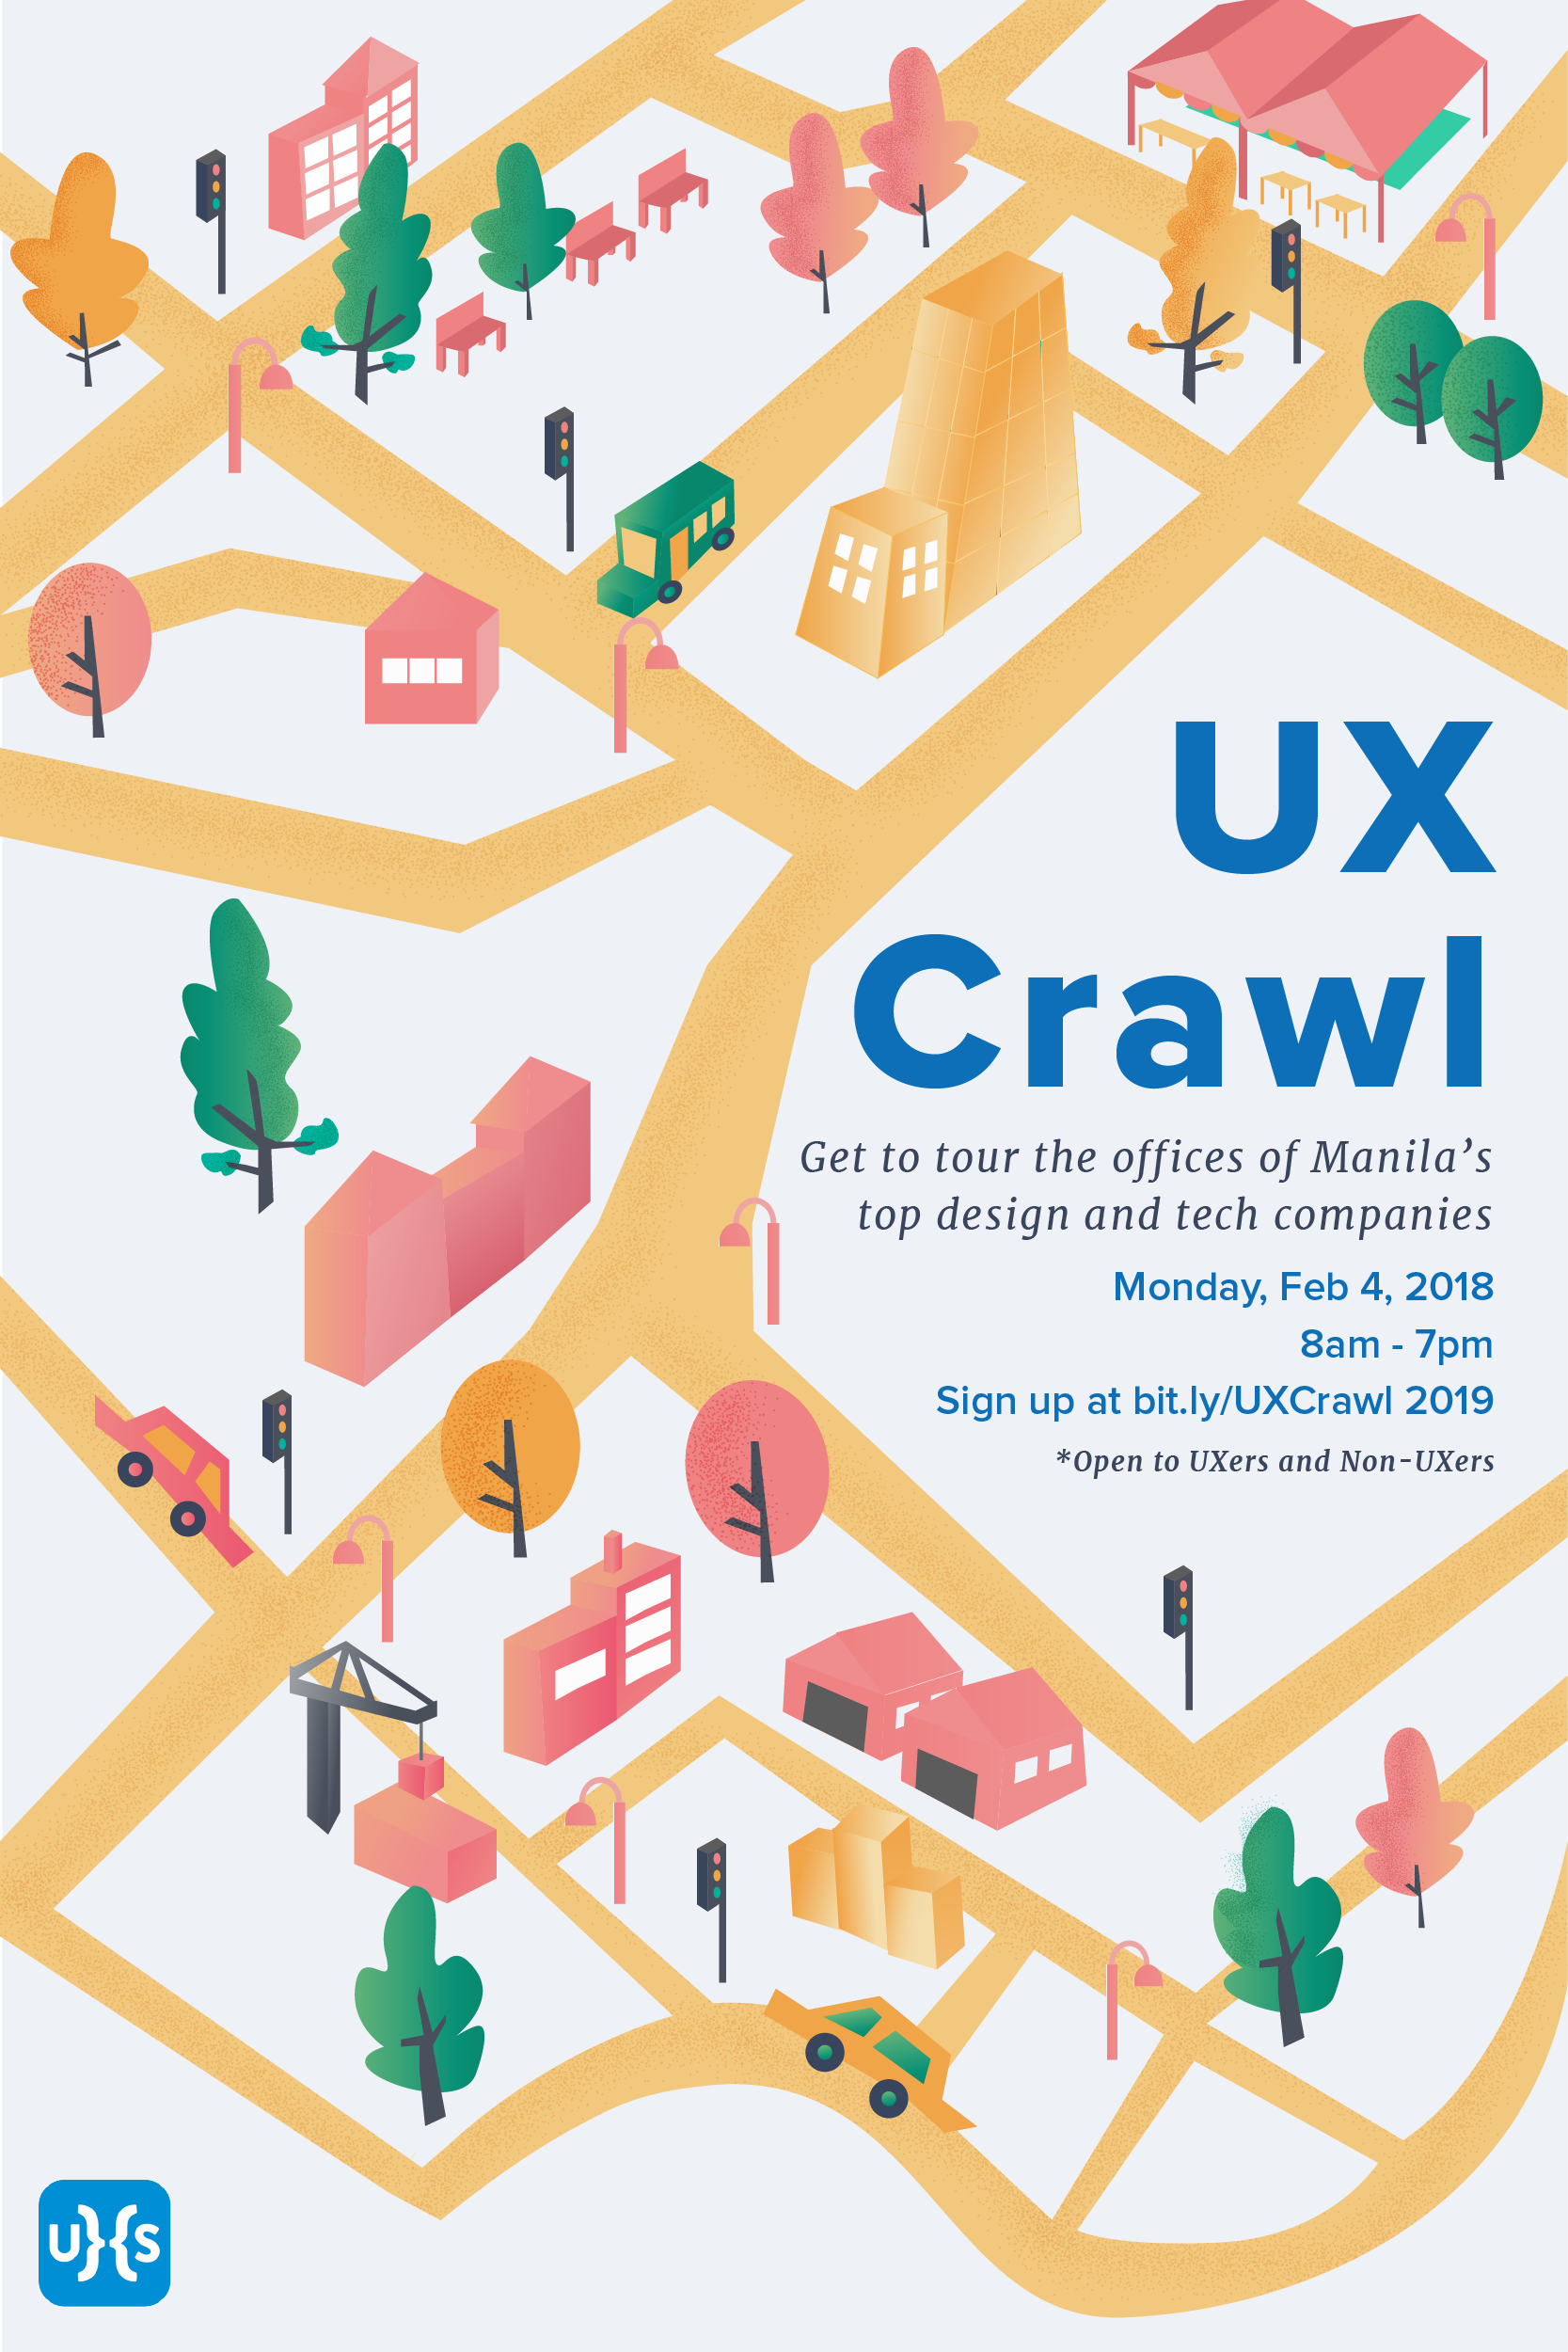 UX
Crawl
Get to tour the offices of Manila’s
top design and tech companies
Monday, Feb 4, 2018
8am - 7pm
Sign up at bit.ly/UXCrawl 2019
*Open to UXers and Non-UXers
U}{S